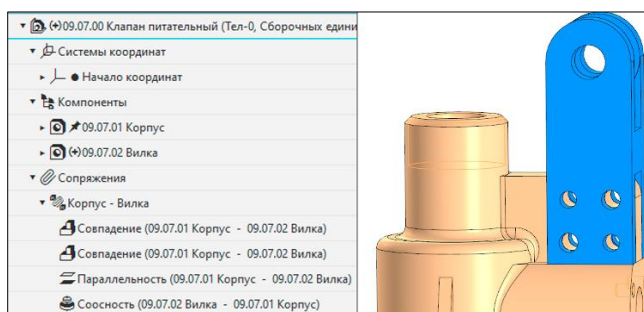 (+)09.07.00 Клапан питательный (Тел-0, Сборочных едини
Системы координат
Начало координат
Компоненты
09.07.01 Корпус
(+)09.07.02 Вилка
Сопряжения
Корпус - Вилка
Совпадение (09.07.01 Корпус - 09.07.02 Вилка)
Совпадение (09.07.01 Корпус - 09.07.02 Вилка)
Параллельность (09.07.01 Корпус - 09.07.02 Вилка)
Соосность (09.07.02 Вилка - 09.07.01 Корпус)